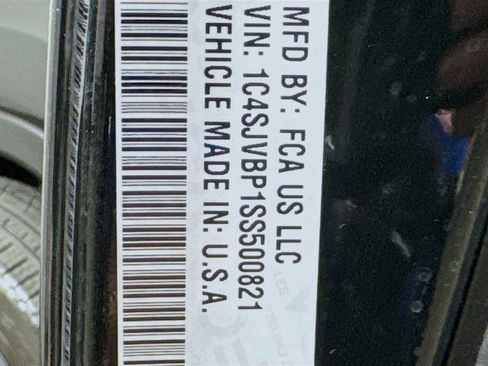 MFD BY: FCA US LLC
VIN: 1C4SJVBP1SS500821
VEHICLE MADE IN: U.S.A.